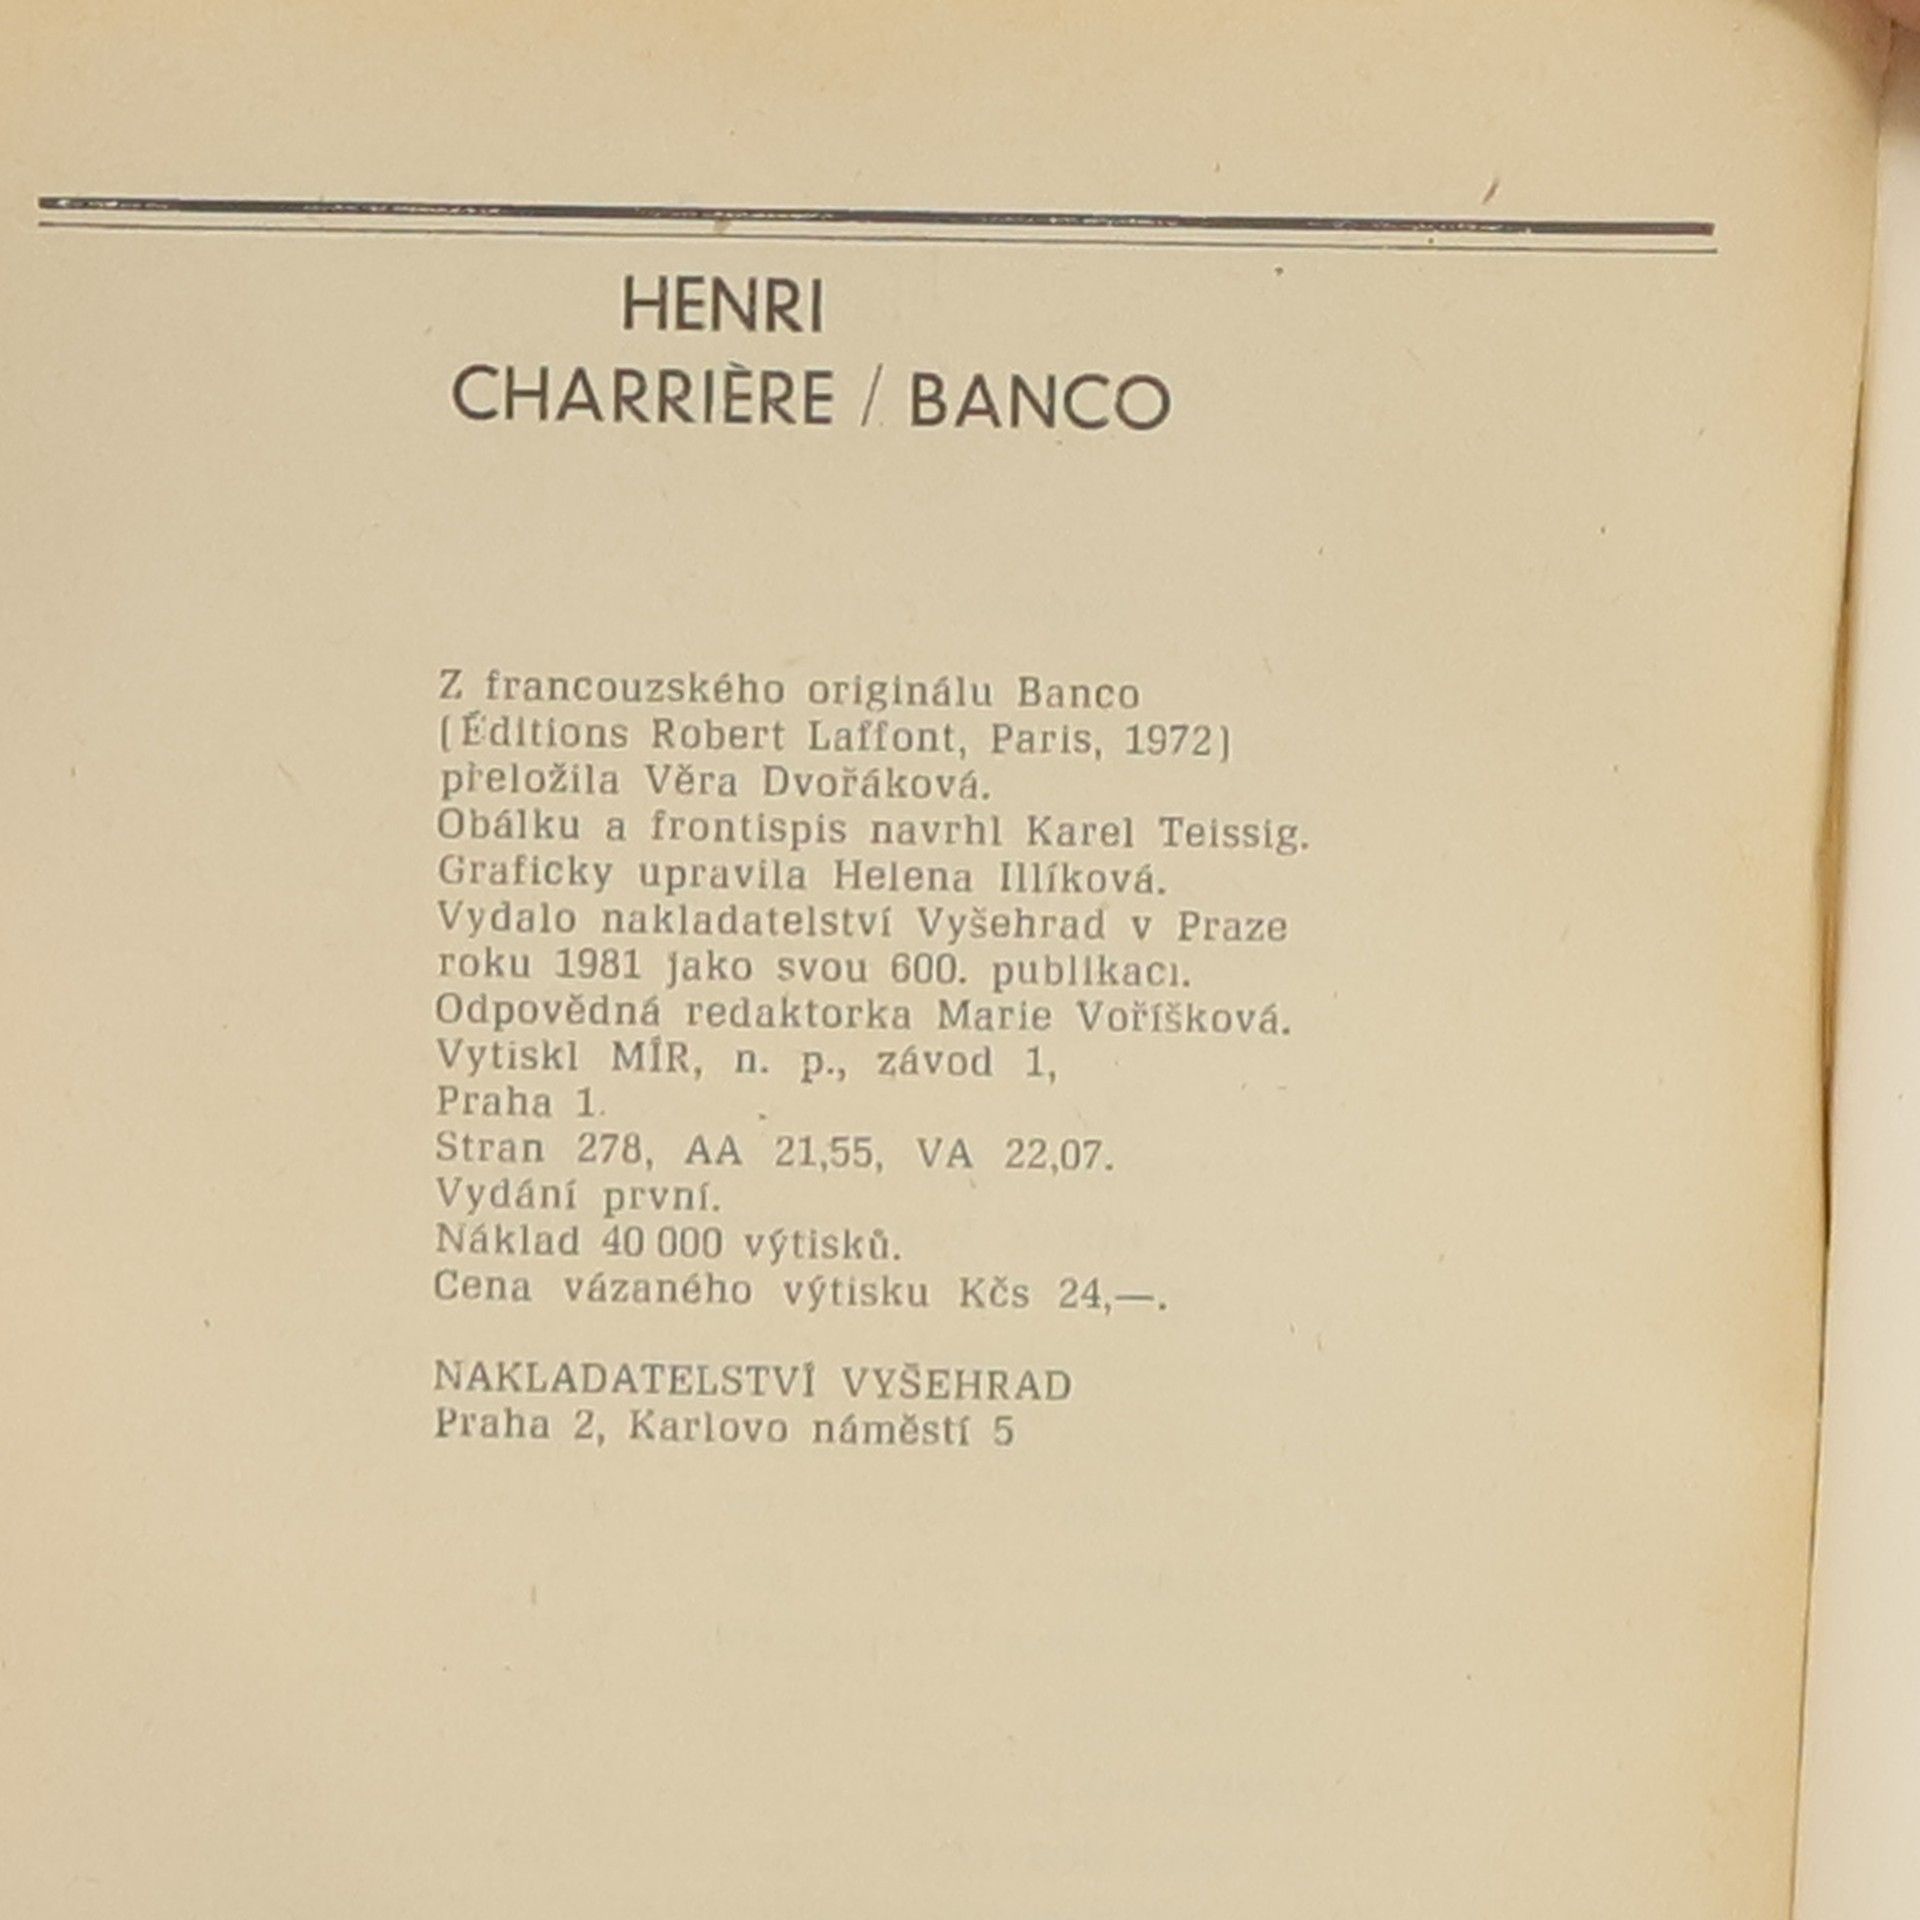 HENRI
CHARRIÈRE / BANCO
Z francouzského originálu Banco
(Éditions Robert Laffont, Paris, 1972)
přeložila Věra Dvořáková.
Obálku a frontispis navrhl Karel Teissig.
Graficky upravila Helena Illíková.
Vydalo nakladatelství Vyšehrad v Praze
roku 1981 jako svou 600. publikaci.
Odpovědná redaktorka Marie Voříšková.
Vytiskl MÍR, n. p., závod 1,
Praha 1.
Stran 278, AA 21,55, VA 22,07.
Vydání první.
Náklad 40 000 výtisků.
Cena vázaného výtisku Kčs 24,—.
NAKLADATELSTVÍ VYŠEHRAD
Praha 2, Karlovo náměstí 5